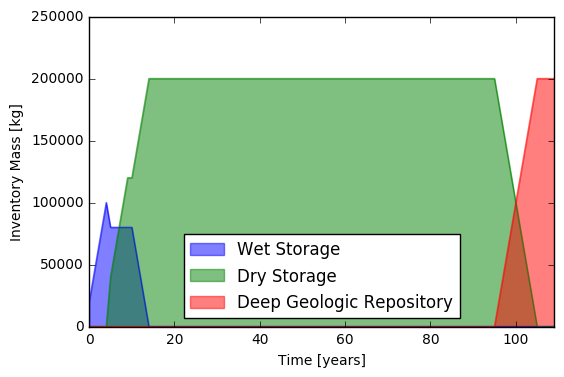 250000
200000
150000
100000
50000
0
Inventory Mass [kg]
Wet Storage
Dry Storage
Deep Geologic Repository
0 20 40 60 80 100
Time [years]